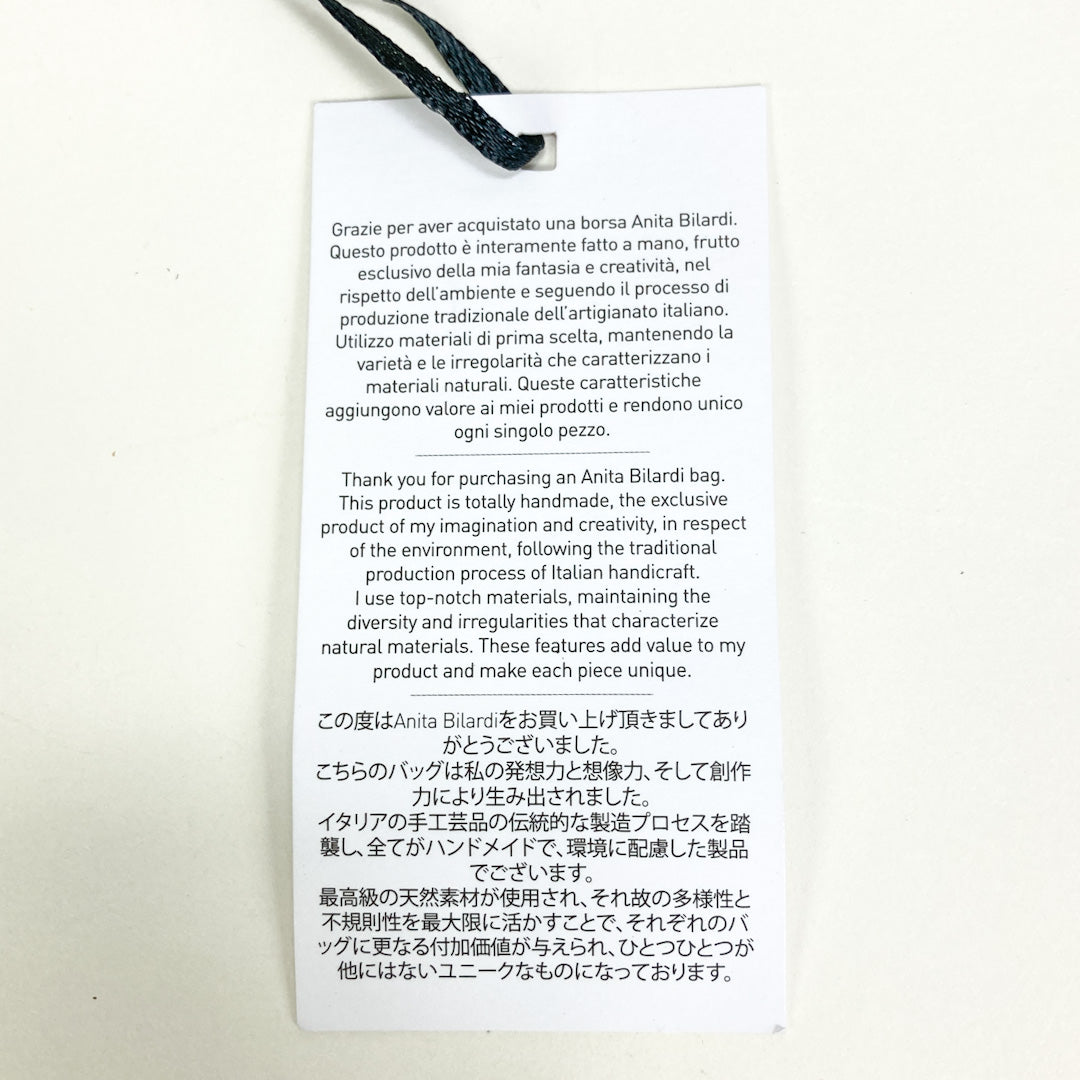 Grazie per aver acquistato una borsa Anita Bilardi.
Questo prodotto è interamente fatto a mano, frutto
esclusivo della mia fantasia e creatività, nel
rispetto dell'ambiente e seguendo il processo di
produzione tradizionale dell'artigianato italiano.
Utilizzo materiali di prima scelta, mantenendo la
varietà e le irregolarità che caratterizzano i
materiali naturali. Queste caratteristiche
aggiungono valore ai miei prodotti e rendono unico
ogni singolo pezzo.
Thank you for purchasing an Anita Bilardi bag.
This product is totally handmade, the exclusive
product of my imagination and creativity, in respect
of the environment, following the traditional
production process of Italian handicraft.
I use top-notch materials, maintaining the
diversity and irregularities that characterize
natural materials. These features add value to my
product and make each piece unique.
この度はAnita Bilardiをお買い上げ頂きましてあり
がとうございました。
こちらのバッグは私の発想力と想像力、そして創作
力により生み出されました。
イタリアの手工芸品の伝統的な製造プロセスを踏
襲し、全てがハンドメイドで、環境に配慮した製品
でございます。
最高級の天然素材が使用され、それ故の多様性と
不規則性を最大限に活かすことで、それぞれのバ
ッグに更なる付加価値が与えられ、ひとつひとつが
他にはないユニークなものになっております。